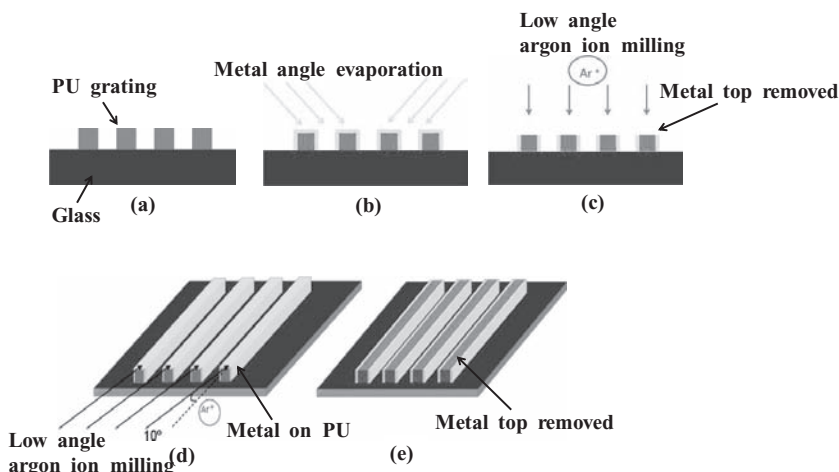 PU grating
Glass
(a)
Metal angle evaporation
(b)
Low angle
argon ion milling
Ar⁺
Metal top removed
(c)
10°
Ar⁺
Metal on PU
Low angle
argon ion milling
(d)
Metal top removed
(e)